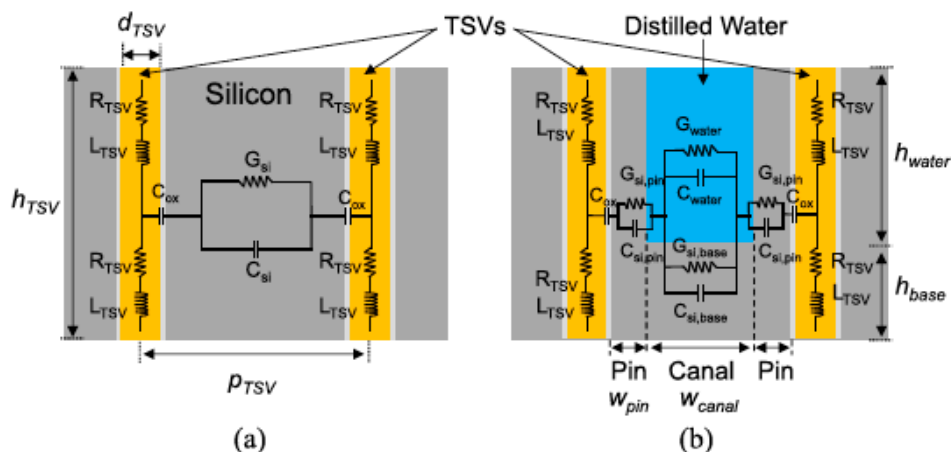 d_TSV
TSVs
Distilled Water
Silicon
R_TSV
R_TSV
R_TSV
R_TSV
L_TSV
L_TSV
L_TSV
L_TSV
G_si
G_water
h_TSV
h_water
C_ox
C_ox
C_ox
G_si,pin
C_water
G_si,pin
C_ox
C_si
C_si,pin
G_si,base
C_si,pin
R_TSV
R_TSV
R_TSV
R_TSV
L_TSV
L_TSV
L_TSV
L_TSV
C_si,base
h_base
p_TSV
Pin
Canal
Pin
w_pin
w_canal
(a)
(b)